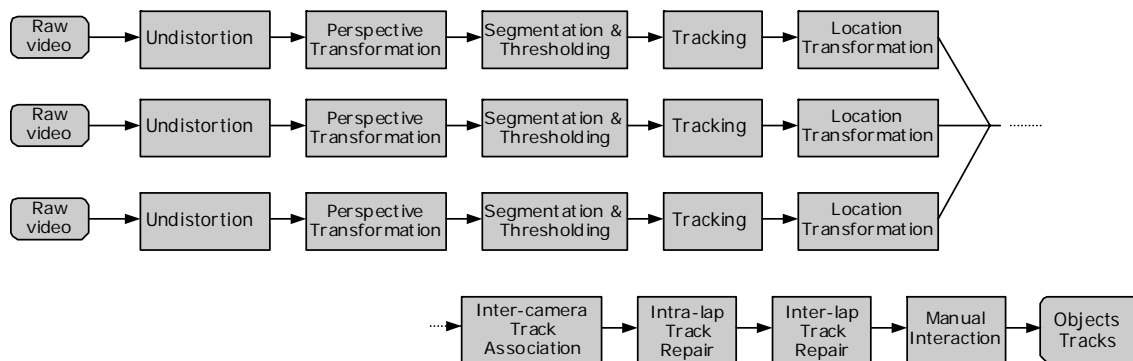 Raw
video
Undistortion
Perspective
Transformation
Segmentation &
Thresholding
Tracking
Location
Transformation
Raw
video
Undistortion
Perspective
Transformation
Segmentation &
Thresholding
Tracking
Location
Transformation
Raw
video
Undistortion
Perspective
Transformation
Segmentation &
Thresholding
Tracking
Location
Transformation
Inter-camera
Track
Association
Intra-lap
Track
Repair
Inter-lap
Track
Repair
Manual
Interaction
Objects
Tracks